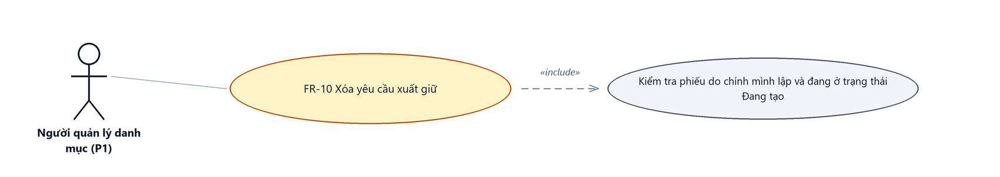 «include»
Kiểm tra phiếu do chính mình lập và đang ở trạng thái
Đang tạo
FR-10 Xóa yêu cầu xuất giữ
Người quản lý danh
mục (P1)